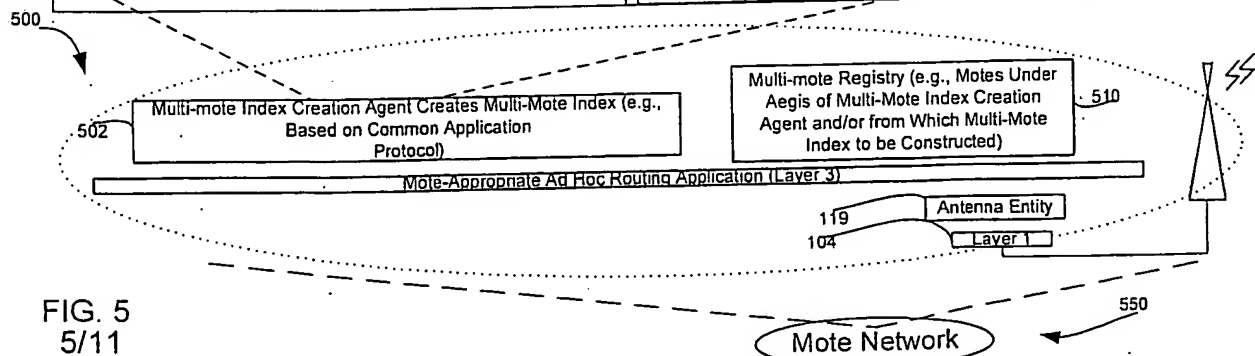 500
Multi-mote Index Creation Agent Creates Multi-Mote Index (e.g.,
Based on Common Application
Protocol)
502
Multi-mote Registry (e.g., Motes Under
Aegis of Multi-Mote Index Creation
Agent and/or from Which Multi-Mote
Index to be Constructed)
510
Mote-Appropriate Ad Hoc Routing Application (Layer 3)
119
Antenna Entity
104
Layer 1
FIG. 5
5/11
550
Mote Network